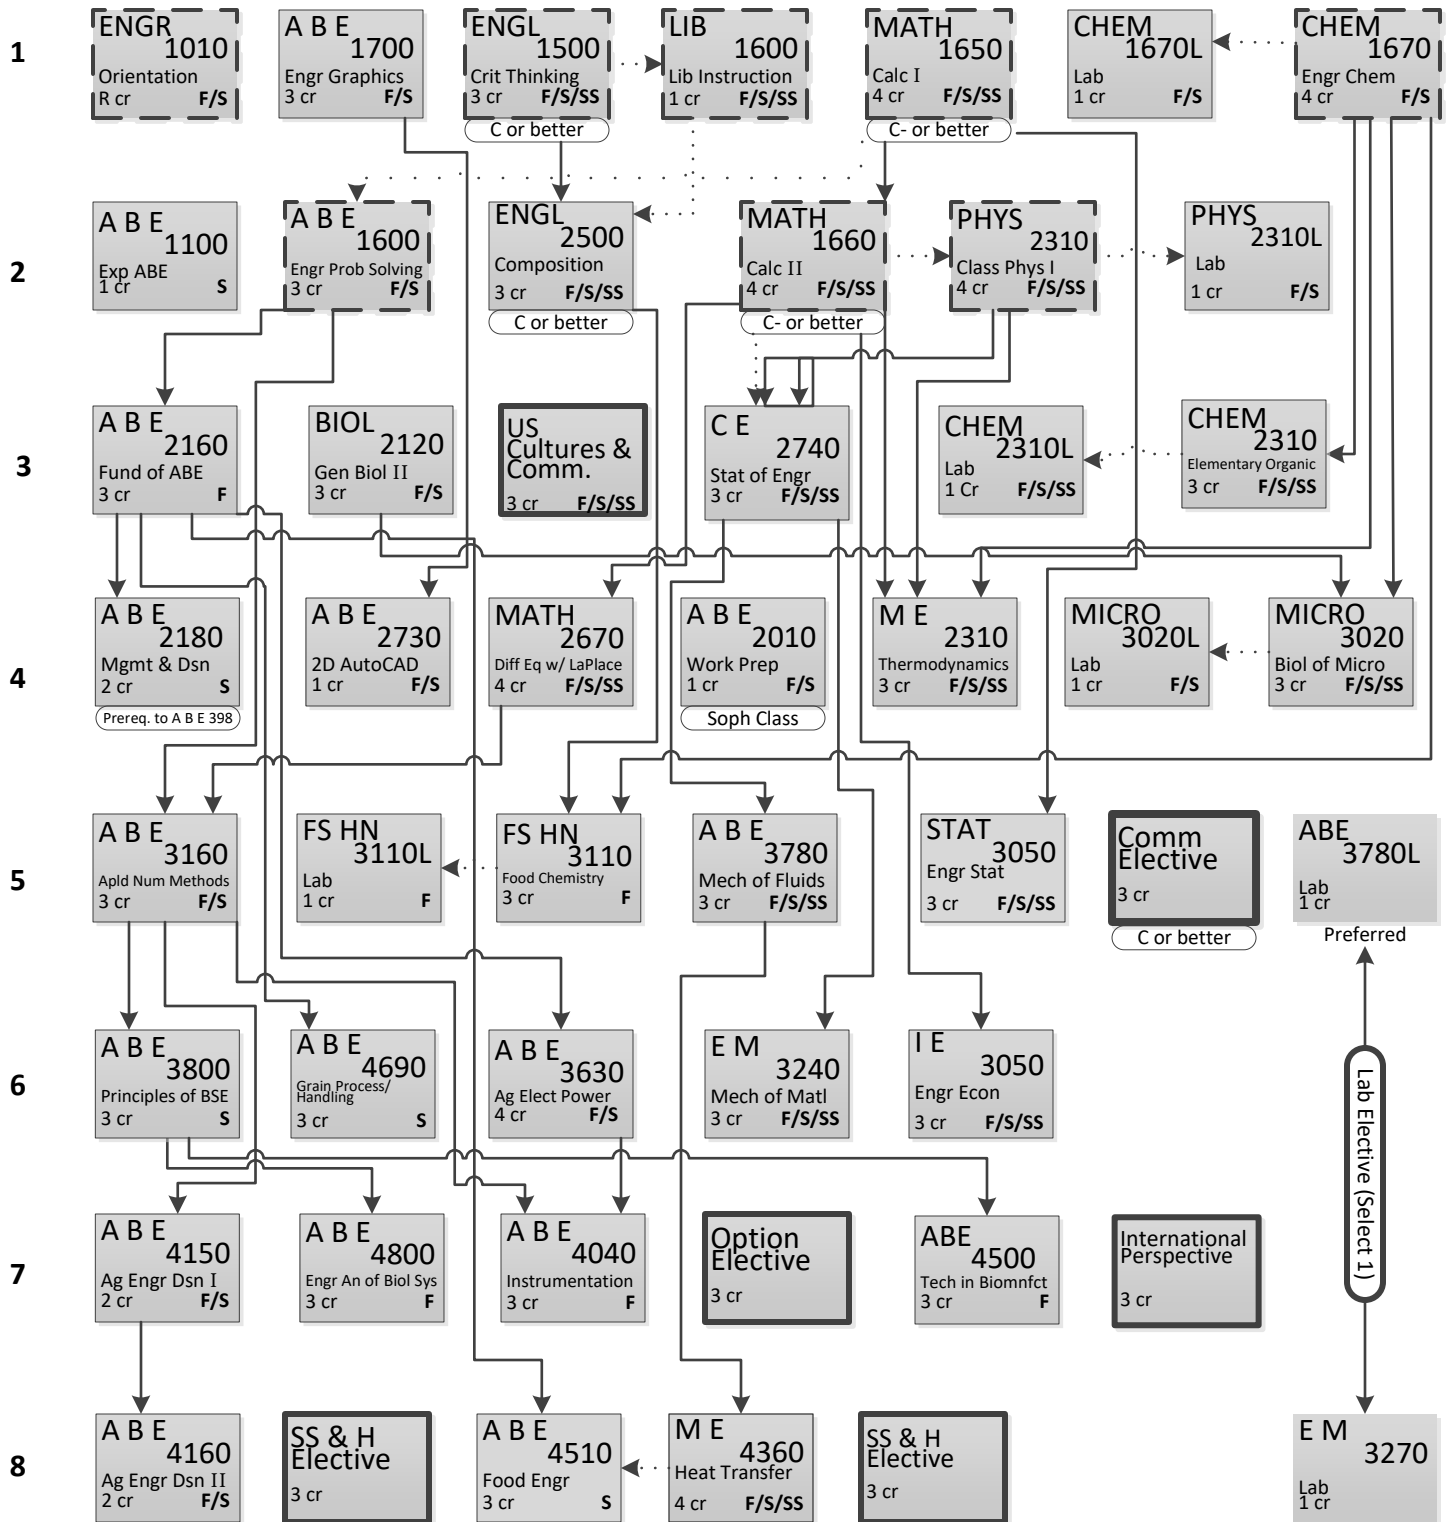 1
ENGR
1010
Orientation
R cr F/S
A B E
1700
Engr Graphics
3 cr F/S
ENGL
1500
Crit Thinking
3 cr F/S/SS
C or better
LIB
1600
Lib Instruction
1 cr F/S/SS
MATH
1650
Calc I
4 cr F/S/SS
C- or better
CHEM
1670L
Lab
1 cr F/S
CHEM
1670
Engr Chem
4 cr F/S
2
A B E
1100
Exp ABE
1 cr S
A B E
1600
Engr Prob Solving
3 cr F/S
ENGL
2500
Composition
3 cr F/S/SS
C or better
MATH
1660
Calc II
4 cr F/S/SS
C- or better
PHYS
2310
Class Phys I
4 cr F/S/SS
PHYS
2310L
Lab
1 cr F/S
3
A B E
2160
Fund of ABE
3 cr F
BIOL
2120
Gen Biol II
3 cr F/S
US
Cultures &
Comm.
3 cr F/S/SS
C E
2740
Stat of Engr
3 cr F/S/SS
CHEM
2310L
Lab
1 Cr F/S/SS
CHEM
2310
Elementary Organic
3 cr F/S/SS
4
A B E
2180
Mgmt & Dsn
2 cr S
Prereq. to A B E 398
A B E
2730
2D AutoCAD
1 cr F/S
MATH
2670
Diff Eq w/ LaPlace
4 cr F/S/SS
A B E
2010
Work Prep
1 cr F/S
Soph Class
M E
2310
Thermodynamics
3 cr F/S/SS
MICRO
3020L
Lab
1 cr F/S
MICRO
3020
Biol of Micro
3 cr F/S/SS
5
A B E
3160
Apld Num Methods
3 cr F/S
FS HN
3110L
Lab
1 cr F
FS HN
3110
Food Chemistry
3 cr F
A B E
3780
Mech of Fluids
3 cr F/S/SS
STAT
3050
Engr Stat
3 cr F/S/SS
Comm
Elective
3 cr
C or better
ABE
3780L
Lab
1 cr
Preferred
6
A B E
3800
Principles of BSE
3 cr S
A B E
4690
Grain Process/
Handling
3 cr S
A B E
3630
Ag Elect Power
4 cr F/S
E M
3240
Mech of Matl
3 cr F/S/SS
I E
3050
Engr Econ
3 cr F/S/SS
Lab Elective (Select 1)
7
A B E
4150
Ag Engr Dsn I
2 cr F/S
A B E
4800
Engr An of Biol Sys
3 cr F
A B E
4040
Instrumentation
3 cr F
Option
Elective
3 cr
ABE
4500
Tech in Biomnfct
3 cr F
International
Perspective
3 cr
8
A B E
4160
Ag Engr Dsn II
2 cr F/S
SS & H
Elective
3 cr
A B E
4510
Food Engr
3 cr S
M E
4360
Heat Transfer
4 cr F/S/SS
SS & H
Elective
3 cr
E M
3270
Lab
1 cr